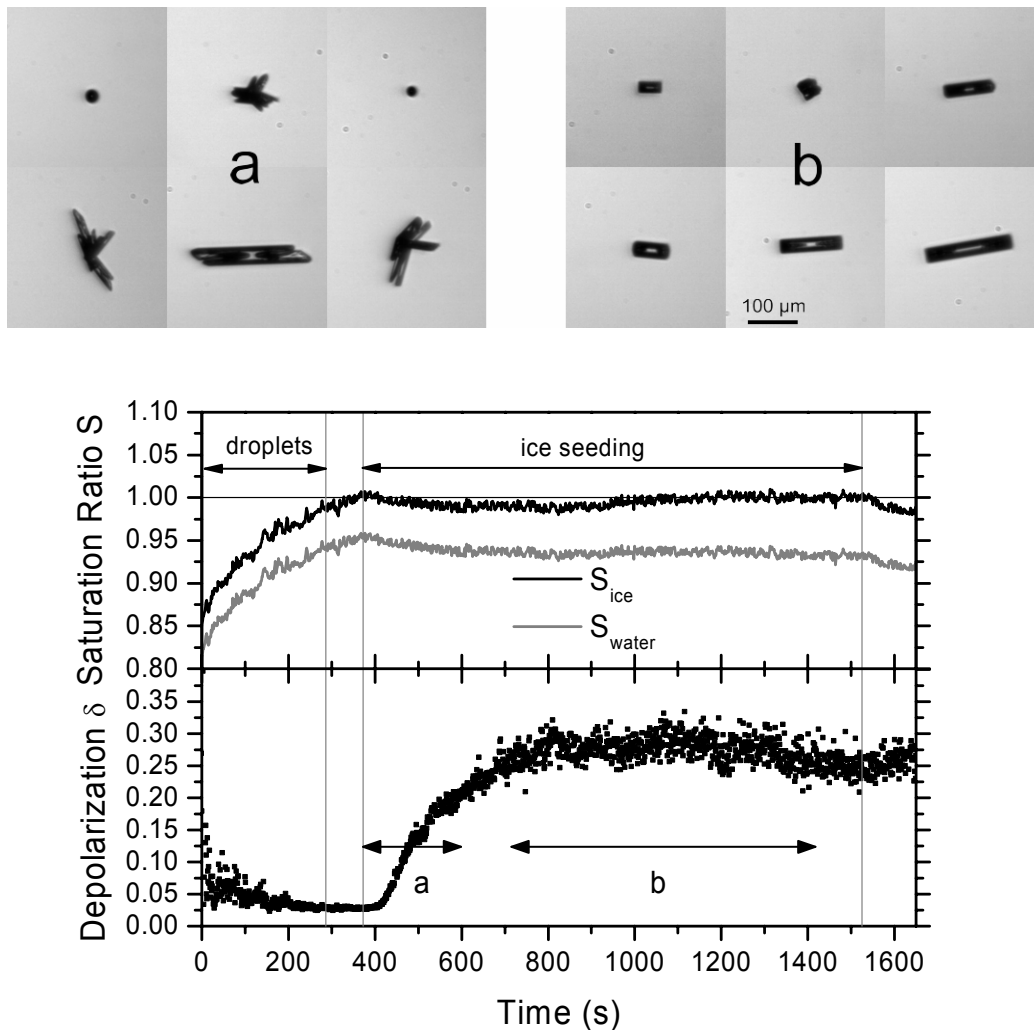 a
b
100 µm
Saturation Ratio S
1.10
1.05
1.00
0.95
0.90
0.85
0.80
droplets
ice seeding
S_ice
S_water
Depolarization δ
0.35
0.30
0.25
0.20
0.15
0.10
0.05
0.00
a
b
0 200 400 600 800 1000 1200 1400 1600
Time (s)